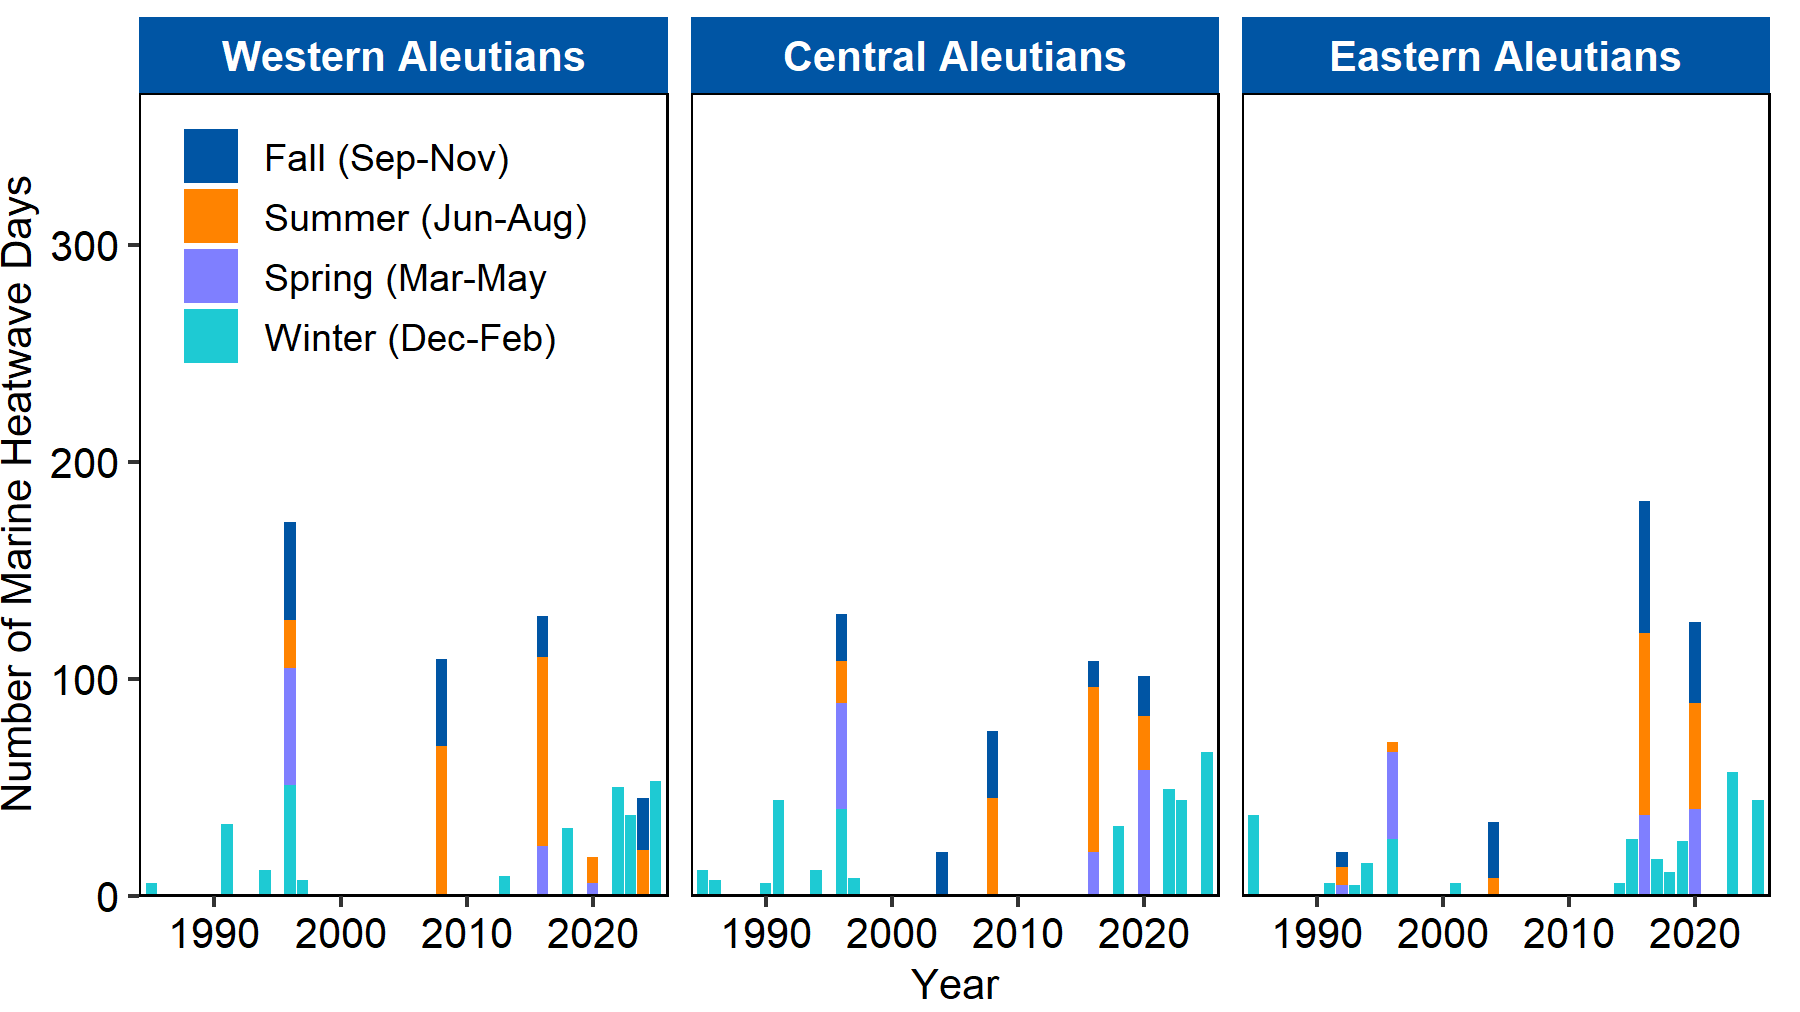 Western Aleutians
Central Aleutians
Eastern Aleutians
Fall (Sep-Nov)
Summer (Jun-Aug)
Spring (Mar-May
Winter (Dec-Feb)
Number of Marine Heatwave Days
300
200
100
0
1990 2000 2010 2020
1990 2000 2010 2020
1990 2000 2010 2020
Year